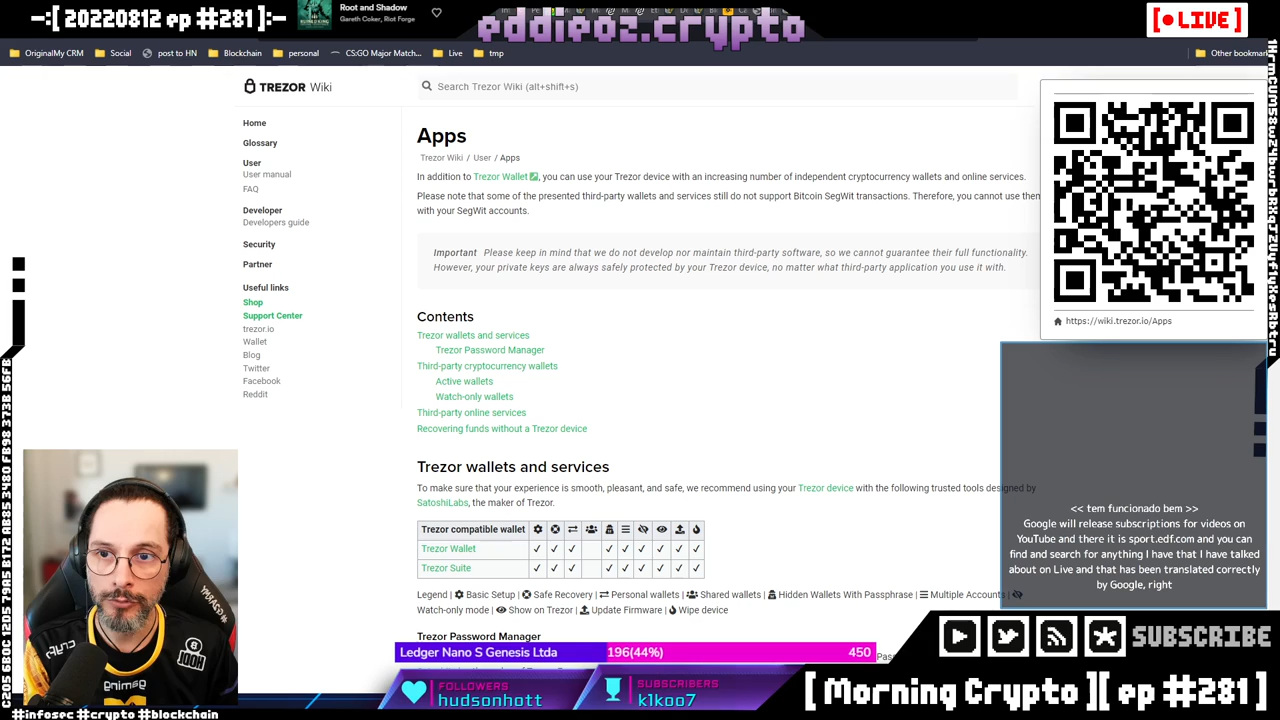 -:[ 20220812 ep #281 ]:-
Root and Shadow
Gareth Coker, Riot Forge
eddieoz.crypto
[ • LIVE ]
OriginalMy CRM
Social
post to HN
Blockchain
personal
CS:GO Major Match...
Live
tmp
Other bookmar
TREZOR Wiki
Search Trezor Wiki (alt+shift+s)
Home
Glossary
User
User manual
FAQ
Developer
Developers guide
Security
Partner
Useful links
Shop
Support Center
trezor.io
Wallet
Blog
Twitter
Facebook
Reddit
Apps
Trezor Wiki / User / Apps
In addition to Trezor Wallet, you can use your Trezor device with an increasing number of independent cryptocurrency wallets and online services.
Please note that some of the presented third-party wallets and services still do not support Bitcoin SegWit transactions. Therefore, you cannot use them
with your SegWit accounts.
Important Please keep in mind that we do not develop nor maintain third-party software, so we cannot guarantee their full functionality.
However, your private keys are always safely protected by your Trezor device, no matter what third-party application you use it with.
Contents
Trezor wallets and services
Trezor Password Manager
Third-party cryptocurrency wallets
Active wallets
Watch-only wallets
Third-party online services
Recovering funds without a Trezor device
Trezor wallets and services
To make sure that your experience is smooth, pleasant, and safe, we recommend using your Trezor device with the following trusted tools designed by
SatoshiLabs, the maker of Trezor.
Trezor compatible wallet
Trezor Wallet
Trezor Suite
Legend | Basic Setup | Safe Recovery | Personal wallets | Shared wallets | Hidden Wallets With Passphrase | Multiple Accounts |
Watch-only mode | Show on Trezor | Update Firmware | Wipe device
Trezor Password Manager
https://wiki.trezor.io/Apps
<< tem funcionado bem >>
Google will release subscriptions for videos on
YouTube and there it is sport.edf.com and you can
find and search for anything I have that I have talked
about on Live and that has been translated correctly
by Google, right
Ledger Nano S Genesis Ltda 196(44%) 450
FOLLOWERS
hudsonhott
SUBSCRIBERS
k1koo7
SUBSCRIBE
[ Morning Crypto ][ ep #281 ]
#infosec #crypto #blockchain